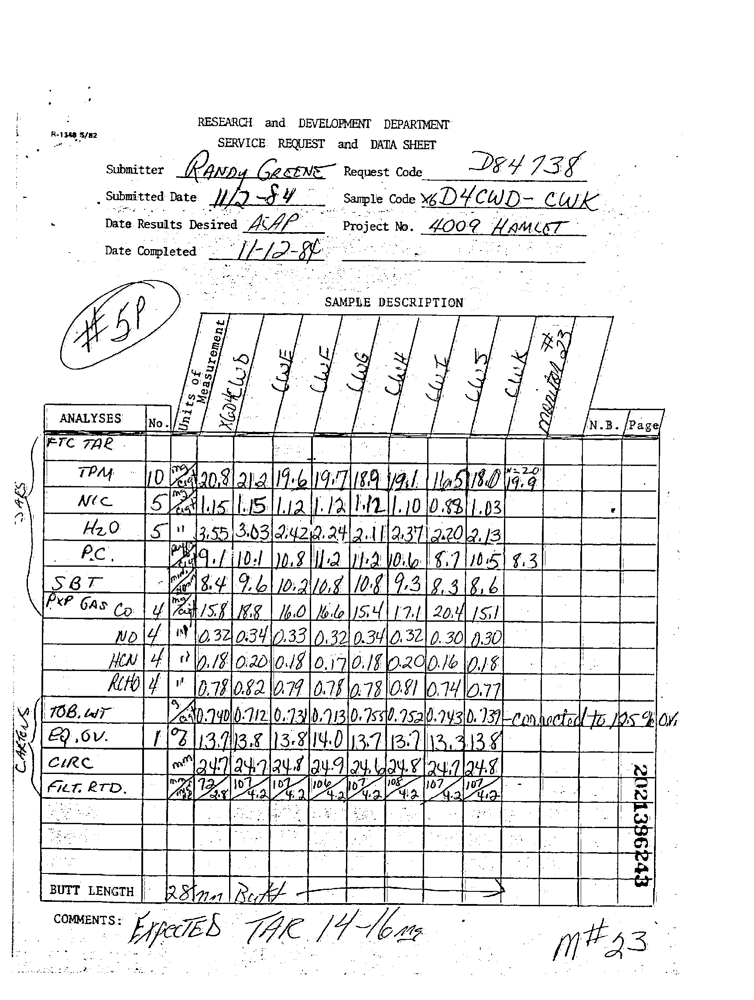 R-1348 5/82
RESEARCH and DEVELOPMENT DEPARTMENT
SERVICE REQUEST and DATA SHEET
Submitter RANDY GREENE Request Code D84738
Submitted Date 11/2-84 Sample Code X6D4CWD-CWK
Date Results Desired ASAP Project No. 4009 HAMLET
Date Completed 11-12-84
#5P
SAMPLE DESCRIPTION
ANALYSES No. Units of Measurement X6D4CWD CWE CWF CWG CWH CWI CWJ CWK monitor #23 N.B. Page
FTC TAR
TPM 10 mg/cigt 20.8 21.2 19.6 19.7 18.9 19.1 16.5 18.0 N=20 19.9
NIC 5 mg/cigt 1.15 1.15 1.12 1.12 1.12 1.10 0.88 1.03
H2O 5 " 3.55 3.03 2.42 2.24 2.11 2.37 2.20 2.13
P.C. puffs/cig 9.1 10.1 10.8 11.2 11.2 10.6 8.7 10.5 8.3
SBT min. 8.4 9.6 10.2 10.8 10.8 9.3 8.3 8.6
PXP GAS CO 4 mg/cigt 15.8 18.8 16.0 16.6 15.4 17.1 20.4 15.1
NO 4 " 0.32 0.34 0.33 0.32 0.34 0.32 0.30 0.30
HCN 4 " 0.18 0.20 0.18 0.17 0.18 0.20 0.16 0.18
RCHO 4 " 0.78 0.82 0.79 0.78 0.78 0.81 0.74 0.77
TOB. WT g/cigt 0.740 0.712 0.731 0.713 0.755 0.752 0.743 0.739 -corrected to 12.5% O.V.
EQ. OV. 1 % 13.7 13.8 13.8 14.0 13.7 13.7 13.3 13.8
CIRC mm 24.7 24.7 24.8 24.9 24.6 24.8 24.7 24.8
FILT. RTD. 72/2.8 107/4.2 107/4.2 106/4.2 107/4.2 108/4.2 107/4.2 107/4.2
JARS
CARTONS
BUTT LENGTH 28mm Butt
COMMENTS: EXPECTED TAR 14-16 mg
M#23
2021396243